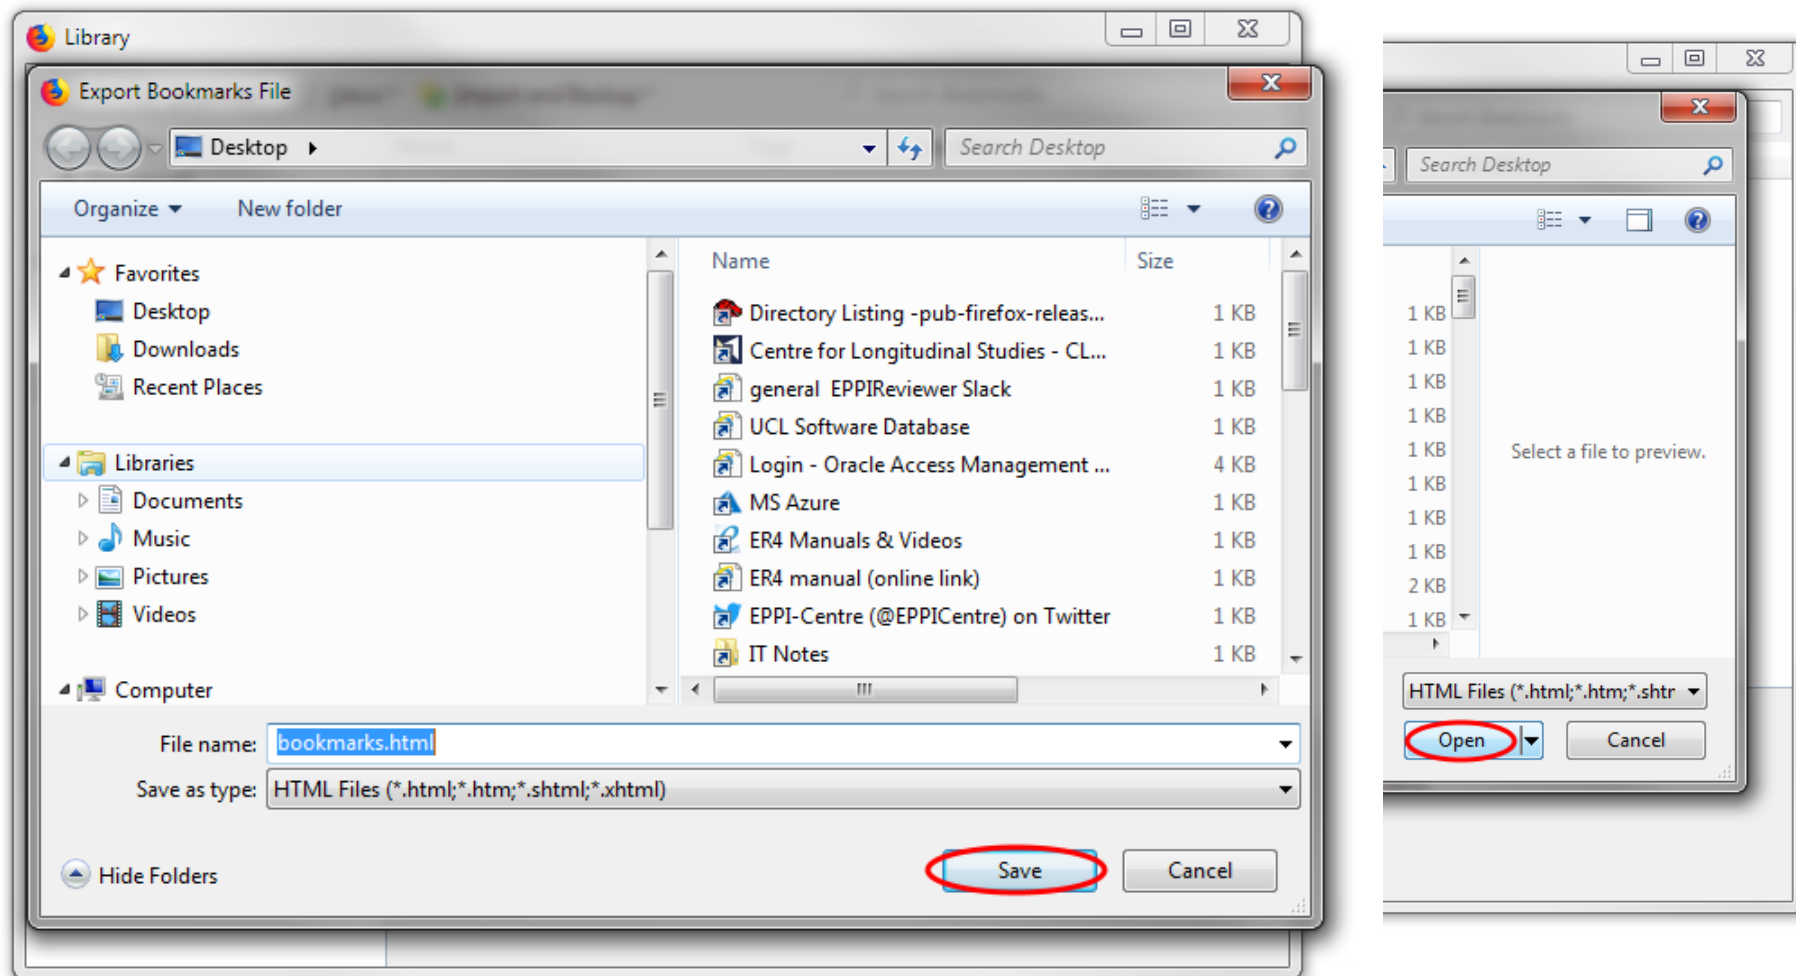 Library
Export Bookmarks File
Desktop
Search Desktop
Organize
New folder
Favorites
Desktop
Downloads
Recent Places
Libraries
Documents
Music
Pictures
Videos
Computer
Name Size
Directory Listing -pub-firefox-releas... 1 KB
Centre for Longitudinal Studies - CL... 1 KB
general EPPIReviewer Slack 1 KB
UCL Software Database 1 KB
Login - Oracle Access Management ... 4 KB
MS Azure 1 KB
ER4 Manuals & Videos 1 KB
ER4 manual (online link) 1 KB
EPPI-Centre (@EPPICentre) on Twitter 1 KB
IT Notes 1 KB
File name: bookmarks.html
Save as type: HTML Files (*.html;*.htm;*.shtml;*.xhtml)
Hide Folders
Save
Cancel
Search Desktop
1 KB
1 KB
1 KB
1 KB
1 KB
1 KB
1 KB
1 KB
2 KB
1 KB
Select a file to preview.
HTML Files (*.html;*.htm;*.shtr
Open
Cancel